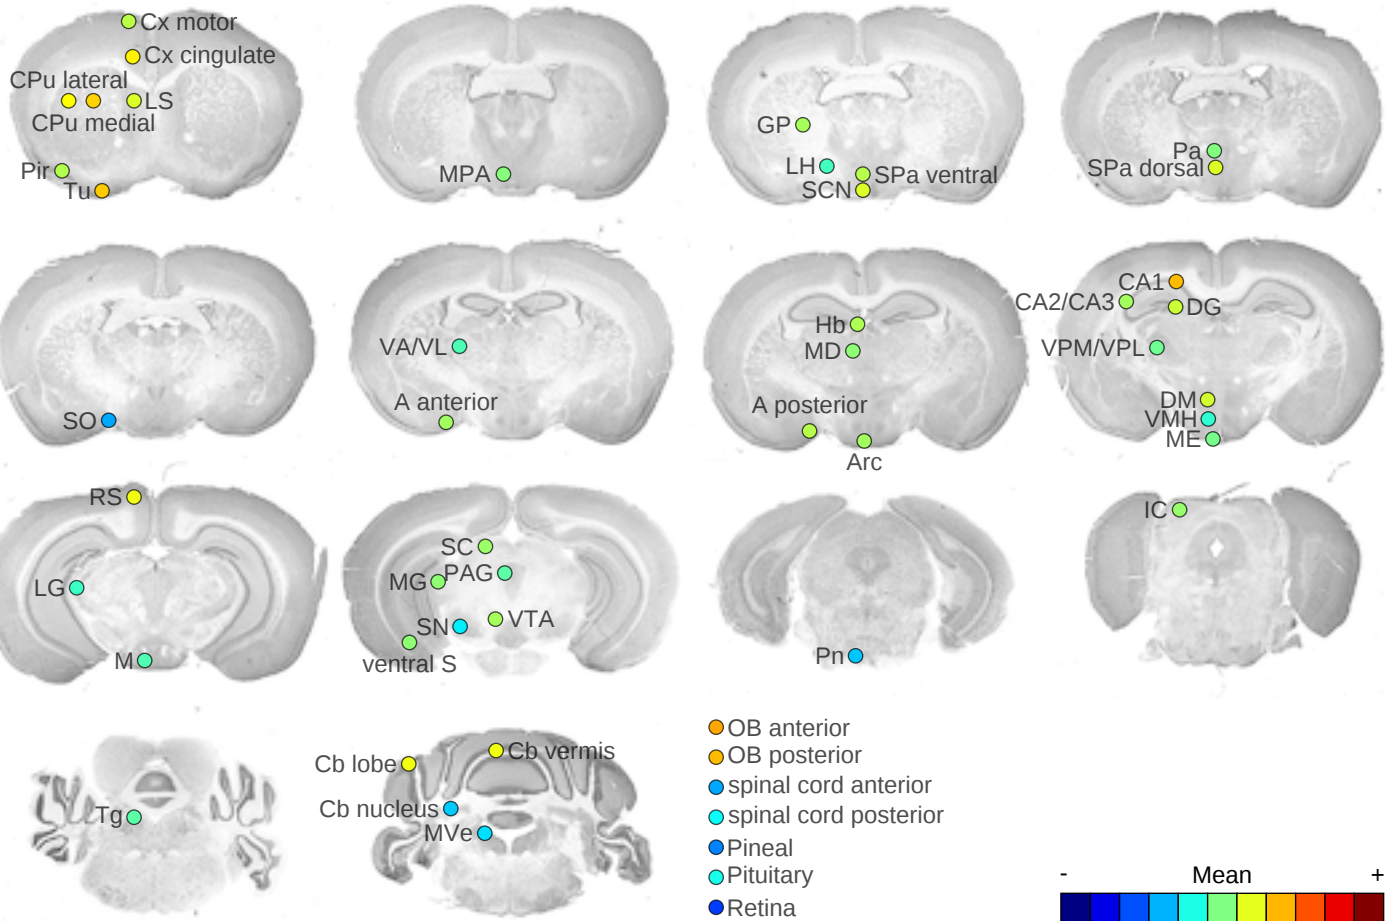 Cx motor
Cx cingulate
CPu lateral
LS
CPu medial
Pir
Tu
MPA
GP
LH
SPa ventral
SCN
Pa
SPa dorsal
SO
VA/VL
A anterior
Hb
MD
A posterior
Arc
CA1
CA2/CA3
DG
VPM/VPL
DM
VMH
ME
RS
LG
M
SC
MG
PAG
SN
VTA
ventral S
Pn
IC
Tg
Cb lobe
Cb vermis
Cb nucleus
MVe
OB anterior
OB posterior
spinal cord anterior
spinal cord posterior
Pineal
Pituitary
Retina
- Mean +